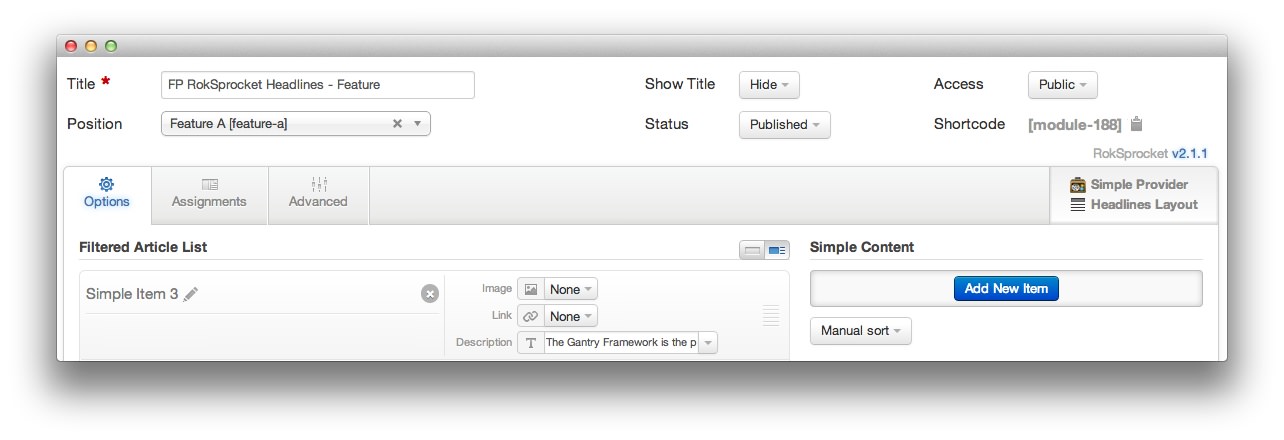 Title * FP RokSprocket Headlines - Feature Show Title Hide Access Public
Position Feature A [feature-a] Status Published Shortcode [module-188]
RokSprocket v2.1.1
Options Assignments Advanced
Simple Provider
Headlines Layout
Filtered Article List
Simple Content
Simple Item 3
Image None
Link None
Description T The Gantry Framework is the p
Add New Item
Manual sort